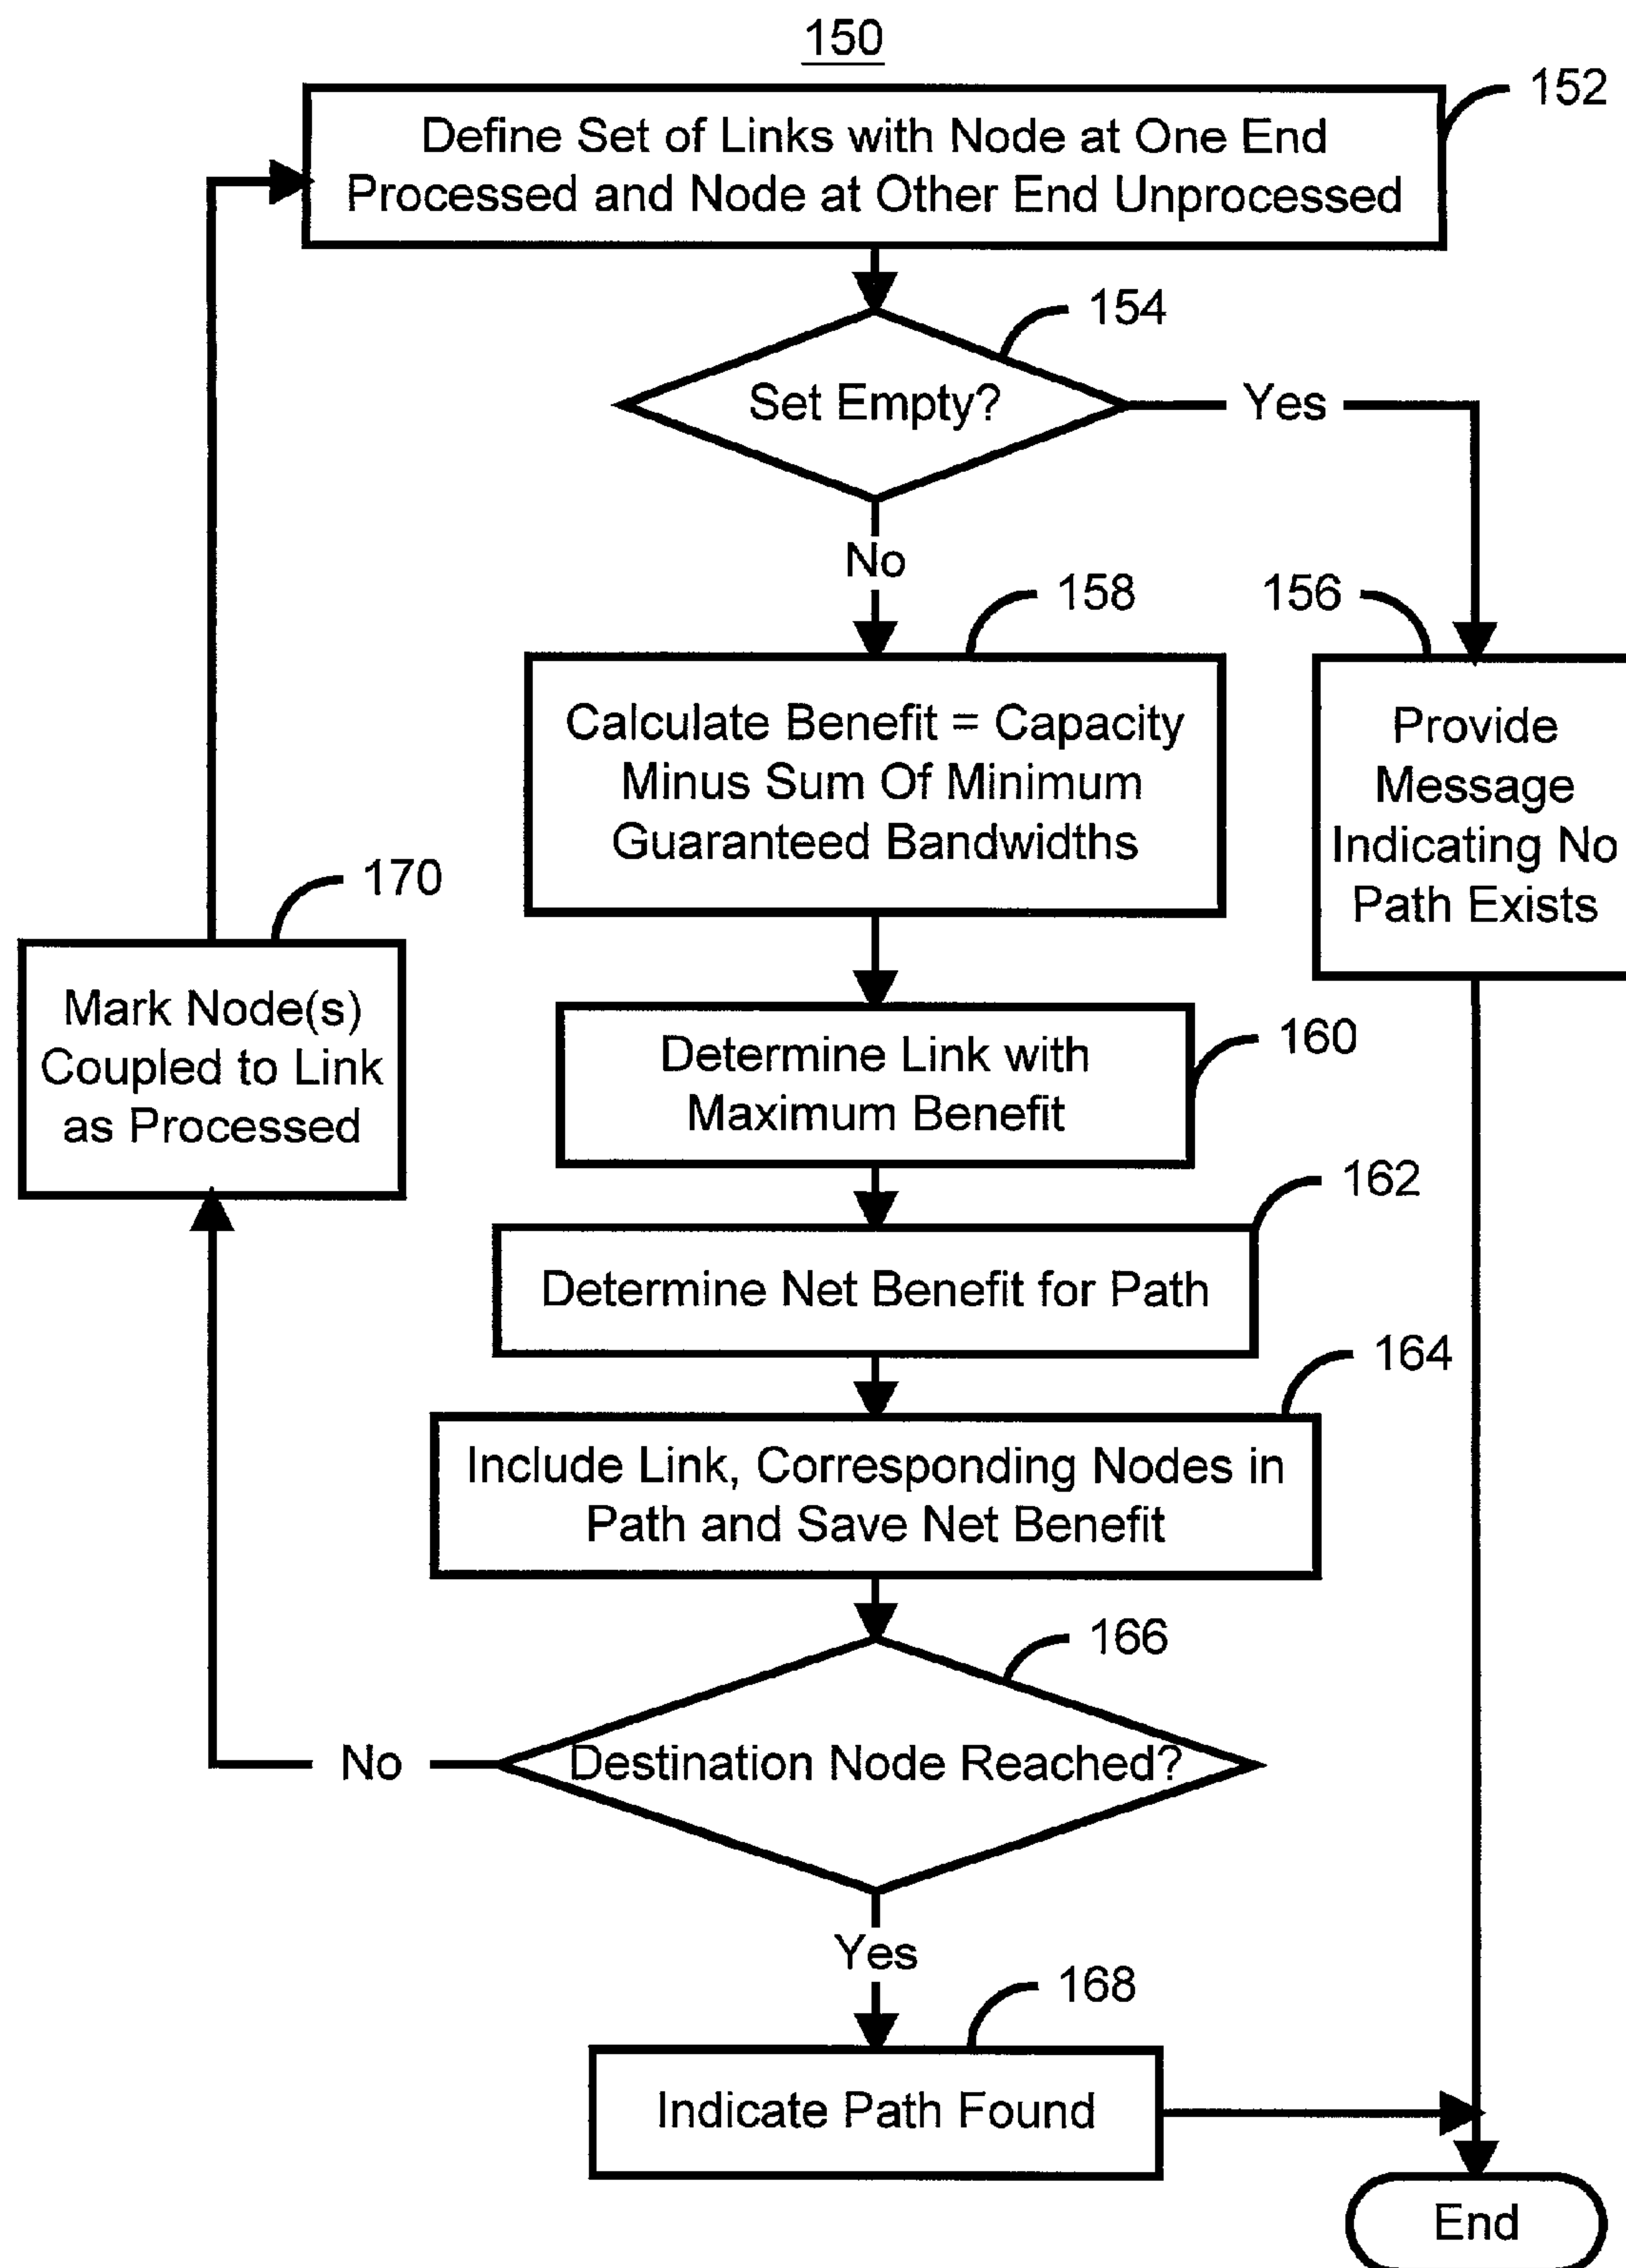 150
152
Define Set of Links with Node at One End
Processed and Node at Other End Unprocessed
154
Set Empty?
Yes
No
158
156
Calculate Benefit = Capacity
Minus Sum Of Minimum
Guaranteed Bandwidths
Provide
Message
Indicating No
Path Exists
170
Mark Node(s)
Coupled to Link
as Processed
160
Determine Link with
Maximum Benefit
162
Determine Net Benefit for Path
164
Include Link, Corresponding Nodes in
Path and Save Net Benefit
166
Destination Node Reached?
No
Yes
168
Indicate Path Found
End